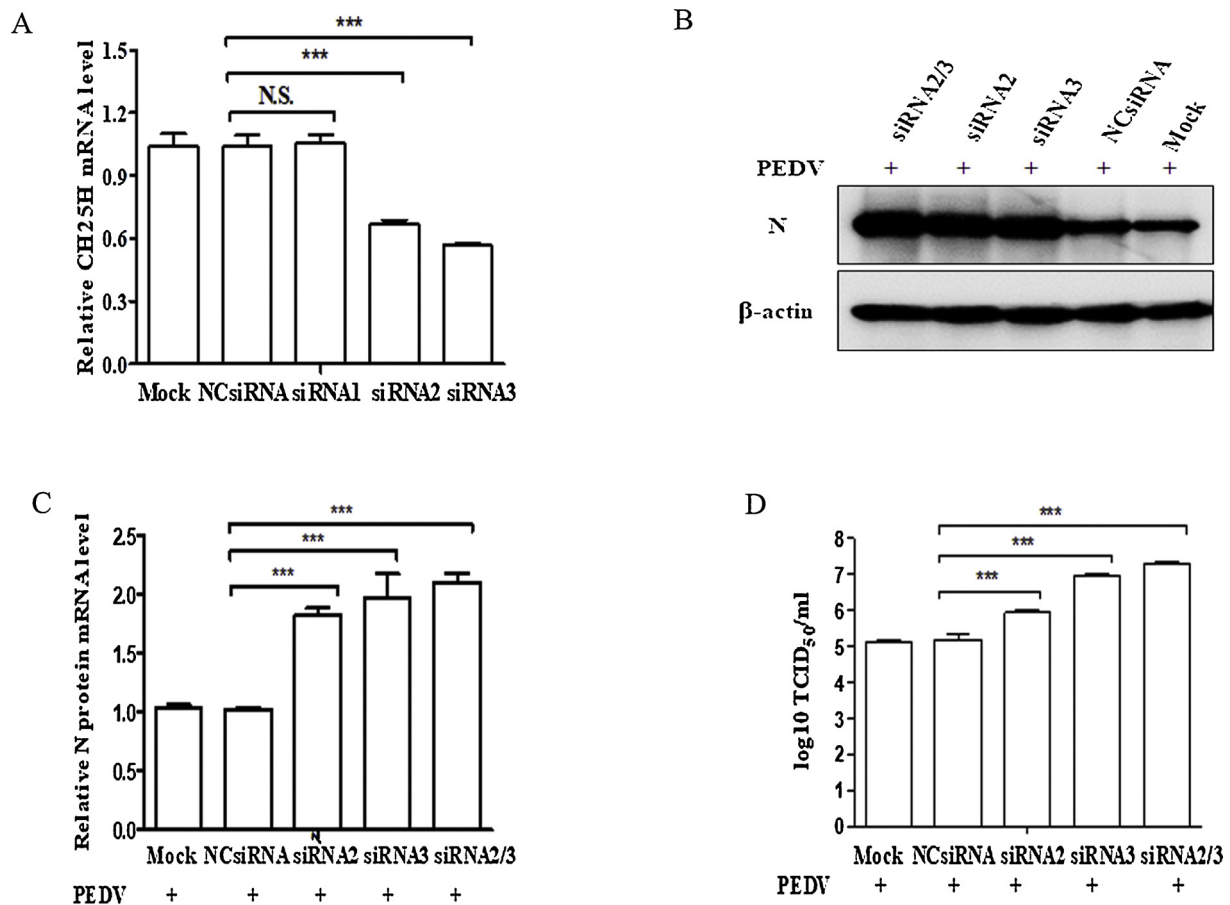 A
Relative CH25H mRNA level
1.5
1.2
0.9
0.6
0.3
0.0
***
***
N.S.
Mock NCsiRNA siRNA1 siRNA2 siRNA3
B
siRNA2/3 siRNA2 siRNA3 NCsiRNA Mock
PEDV + + + + +
N
β-actin
C
Relative N protein mRNA level
2.5
2.0
1.5
1.0
0.5
0.0
***
***
***
Mock NCsiRNA siRNA2 siRNA3 siRNA2/3
PEDV + + + + +
D
log10 TCID50/ml
8
7
6
5
4
3
2
1
0
***
***
***
Mock NCsiRNA siRNA2 siRNA3 siRNA2/3
PEDV + + + + +